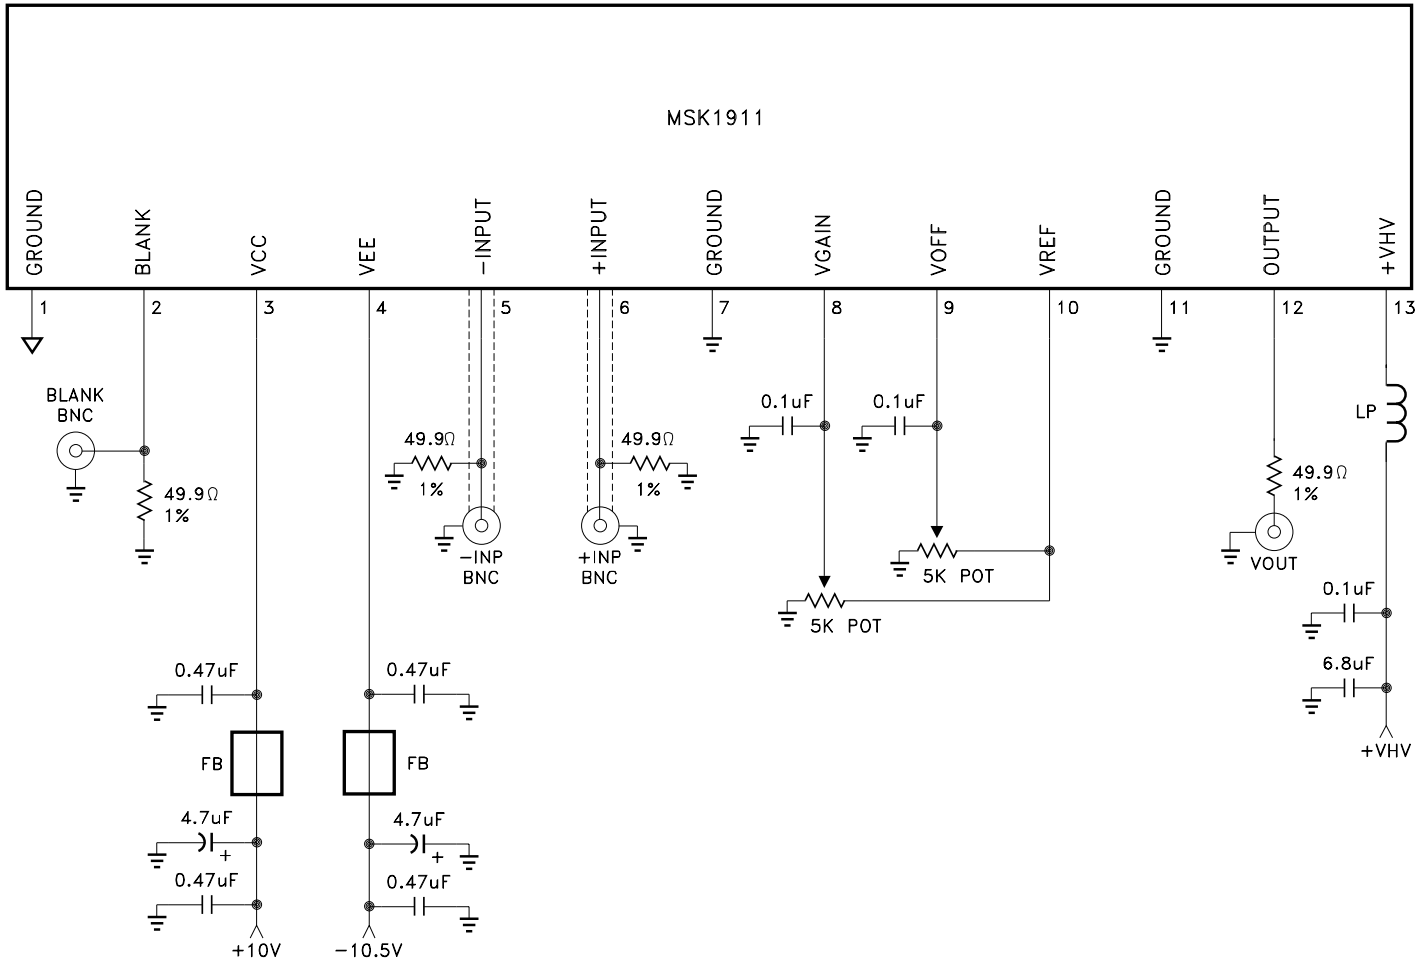 MSK1911
GROUND
BLANK
VCC
VEE
-INPUT
+INPUT
GROUND
VGAIN
VOFF
VREF
GROUND
OUTPUT
+VHV
1
2
3
4
5
6
7
8
9
10
11
12
13
BLANK
BNC
49.9Ω
1%
49.9Ω
1%
-INP
BNC
49.9Ω
1%
+INP
BNC
0.1uF
0.1uF
5K POT
5K POT
LP
49.9Ω
1%
VOUT
0.1uF
6.8uF
+VHV
0.47uF
0.47uF
FB
FB
4.7uF
+
4.7uF
+
0.47uF
0.47uF
+10V
-10.5V